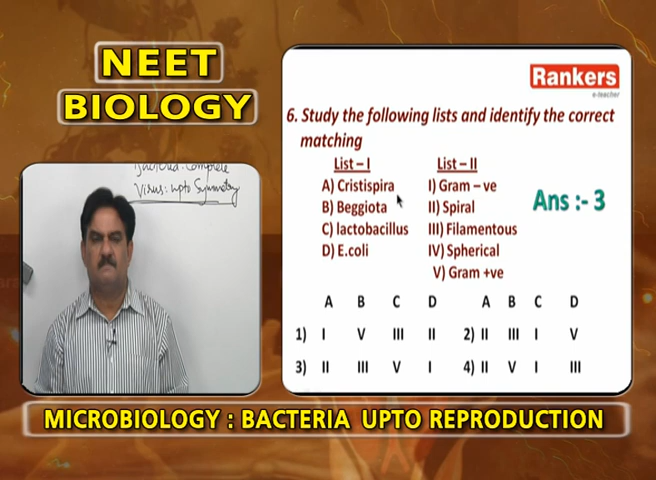 NEET
BIOLOGY
Bacteria: Complete
Virus: upto Symmetry
Rankers
e-teacher
6. Study the following lists and identify the correct
matching
List – I List – II
A) Cristispira I) Gram – ve
B) Beggiota II) Spiral
C) lactobacillus III) Filamentous
D) E.coli IV) Spherical
V) Gram +ve
Ans :- 3
A B C D A B C D
1) I V III II 2) II III I V
3) II III V I 4) II V I III
MICROBIOLOGY : BACTERIA UPTO REPRODUCTION